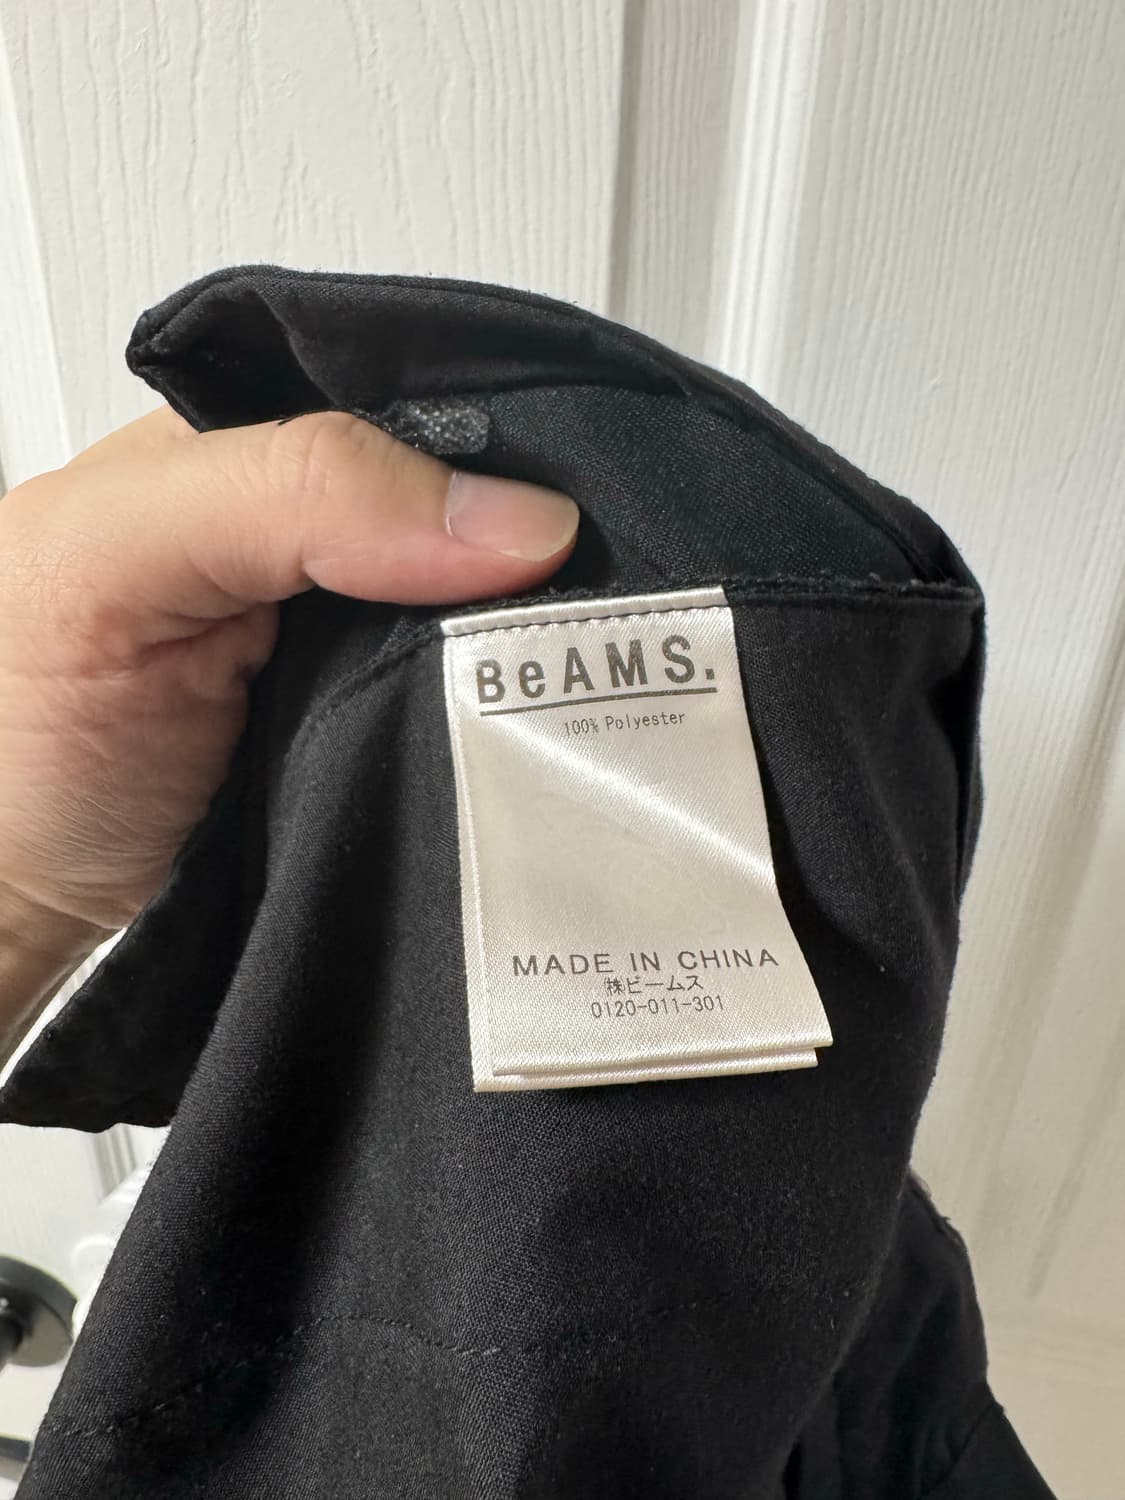 BeAMS.
100% Polyester
MADE IN CHINA
㈱ビームス
0120-011-301